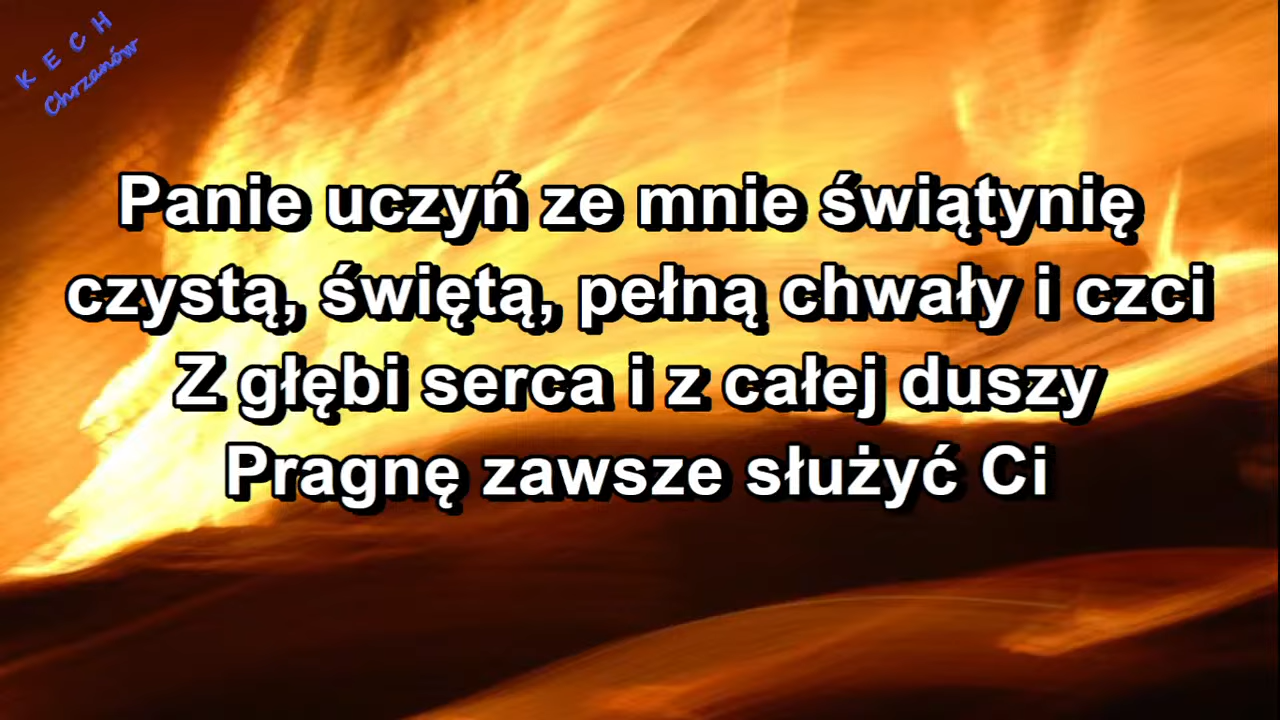 K E C H
Chrzanów
Panie uczyń ze mnie świątynię
czystą, świętą, pełną chwały i czci
Z głębi serca i z całej duszy
Pragnę zawsze służyć Ci